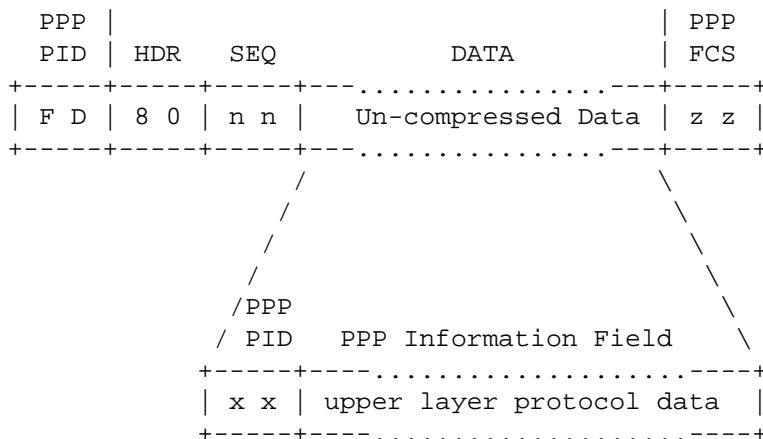 PPP | | PPP
PID | HDR SEQ DATA | FCS
+-----+-----+-----+---................---+-----+
| F D | 8 0 | n n | Un-compressed Data | z z |
+-----+-----+-----+---................---+-----+
/ \
/ \
/ \
/ \
/PPP \
/ PID PPP Information Field \
+-----+----.....................----+
| x x | upper layer protocol data |
+-----+----.....................----+